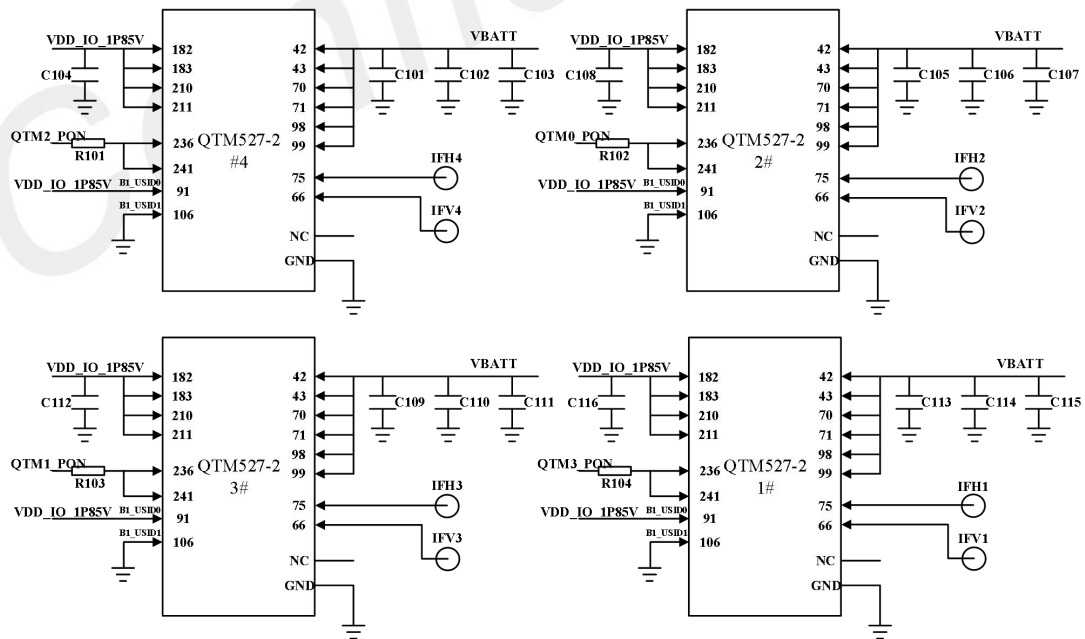 VDD_IO_1P85V
182
183
210
211
C104
QTM2_PON
R101
236
241
VDD_IO_1P85V
B1_USID0
91
B1_USID1
106
QTM527-2
#4
42
43
70
71
98
99
75
66
NC
GND
VBATT
C101
C102
C103
IFH4
IFV4
VDD_IO_1P85V
182
183
210
211
C108
QTM0_PON
R102
236
241
VDD_IO_1P85V
B1_USID0
91
B1_USID1
106
QTM527-2
2#
42
43
70
71
98
99
75
66
NC
GND
VBATT
C105
C106
C107
IFH2
IFV2
VDD_IO_1P85V
182
183
210
211
C112
QTM1_PON
R103
236
241
VDD_IO_1P85V
B1_USID0
91
B1_USID1
106
QTM527-2
3#
42
43
70
71
98
99
75
66
NC
GND
VBATT
C109
C110
C111
IFH3
IFV3
VDD_IO_1P85V
182
183
210
211
C116
QTM3_PON
R104
236
241
VDD_IO_1P85V
B1_USID0
91
B1_USID1
106
QTM527-2
1#
42
43
70
71
98
99
75
66
NC
GND
VBATT
C113
C114
C115
IFH1
IFV1